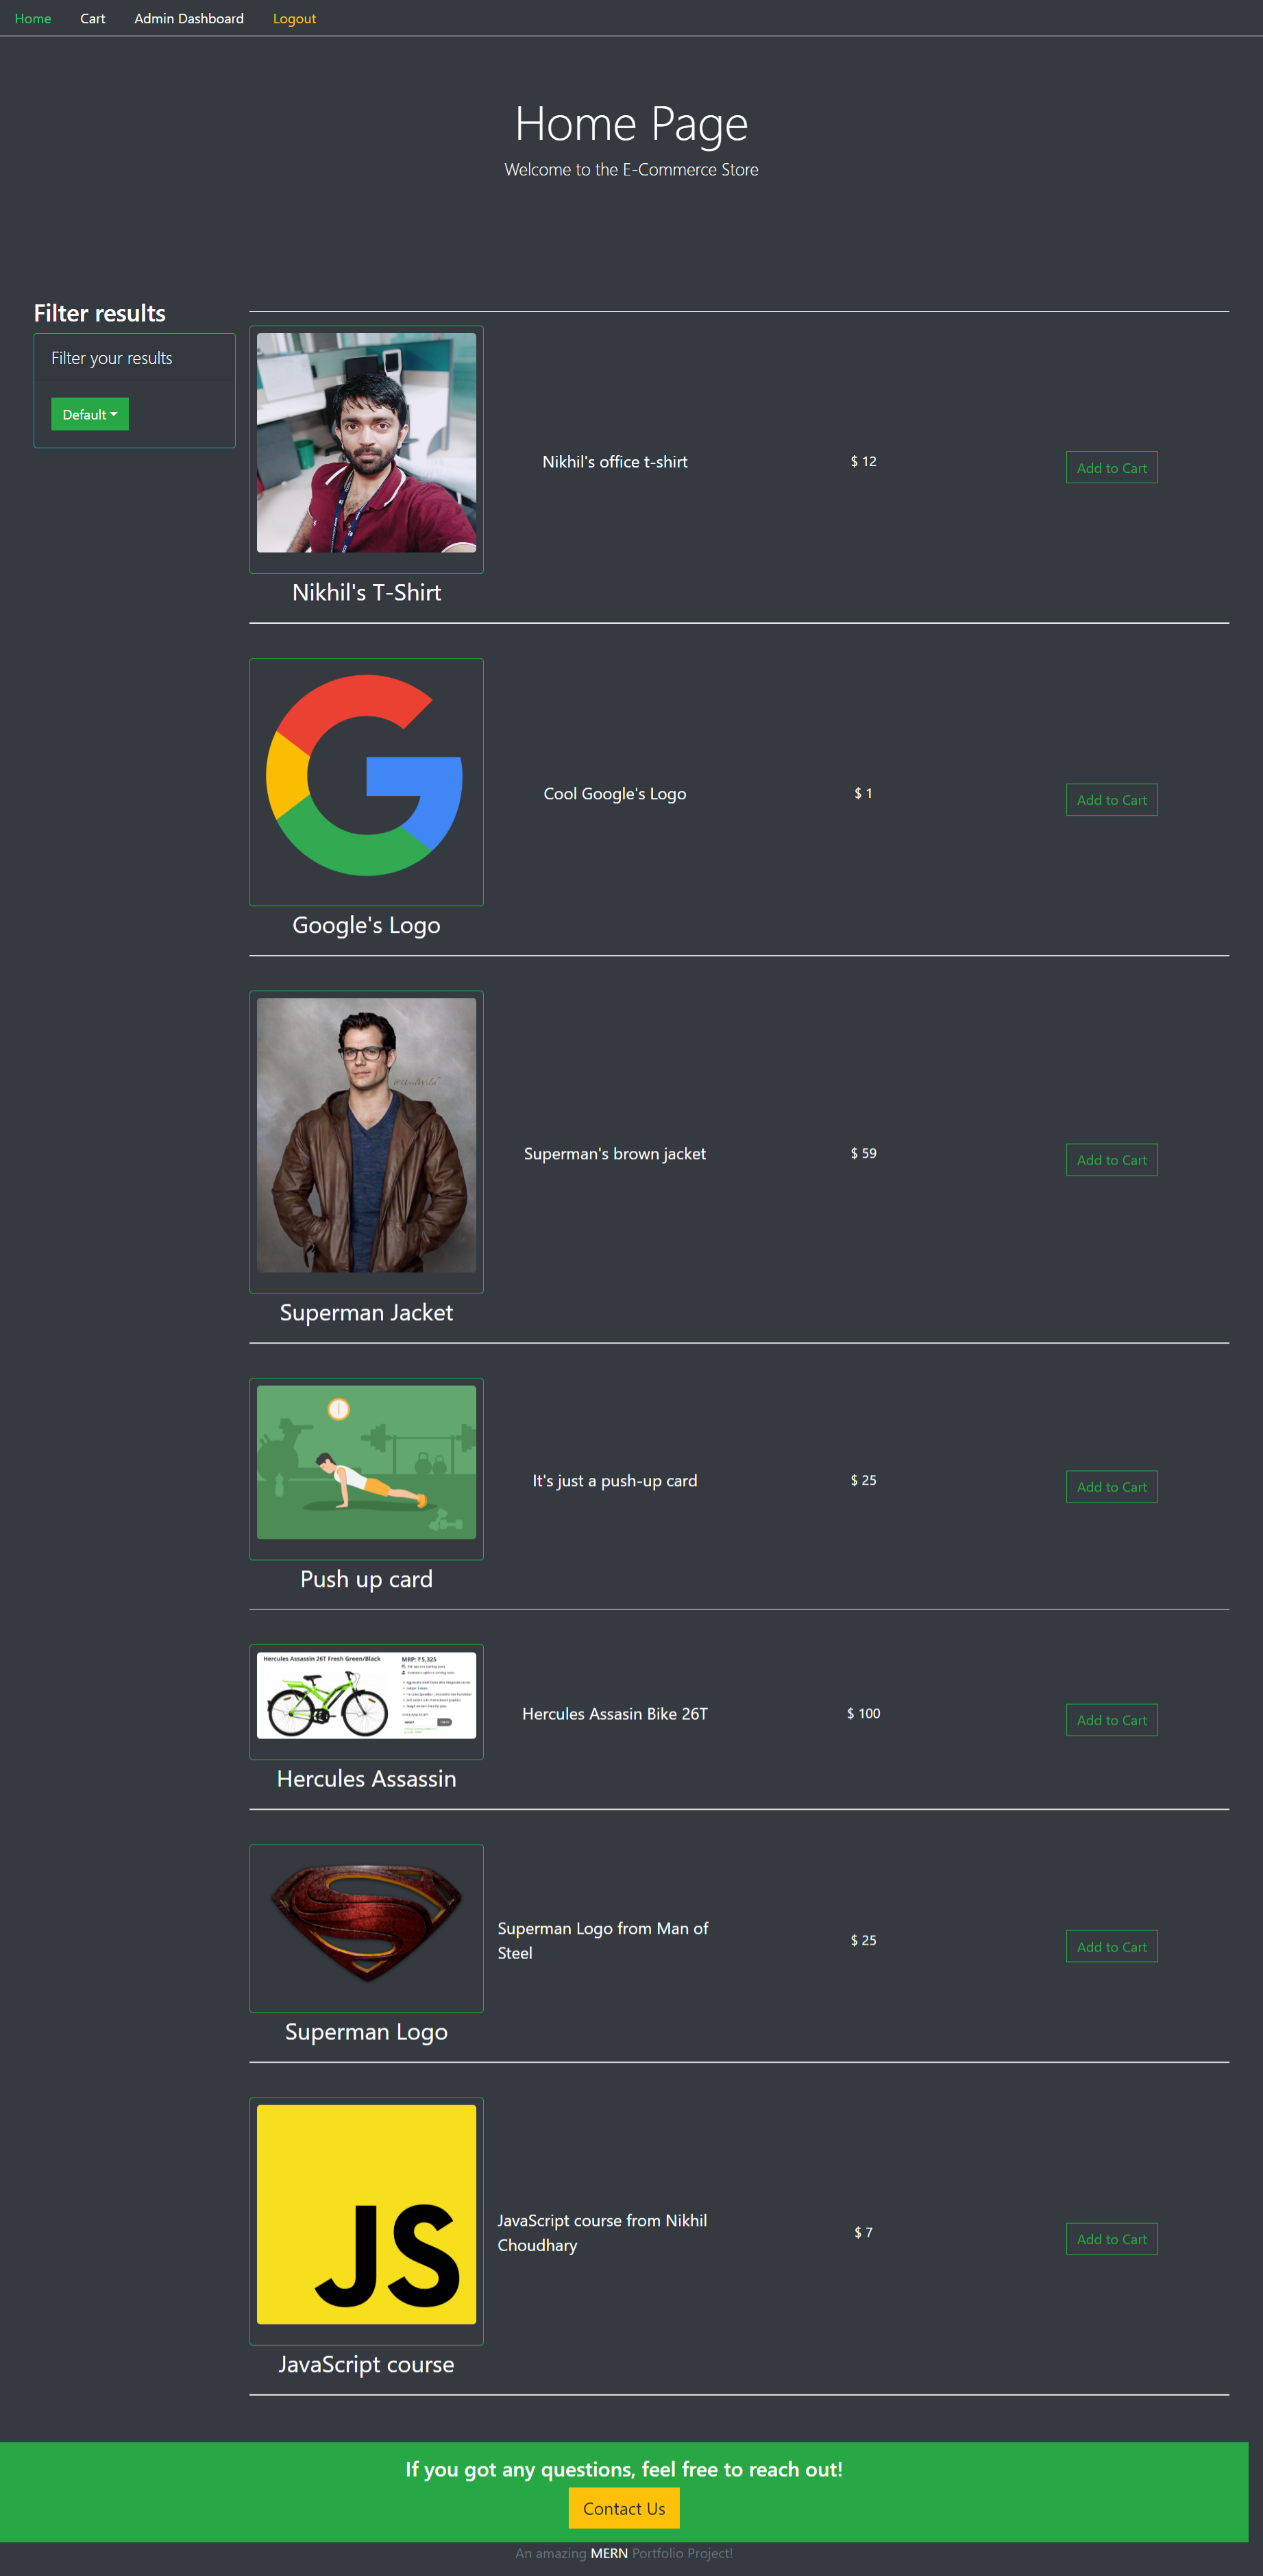 Home Cart Admin Dashboard Logout
Home Page
Welcome to the E-Commerce Store
Filter results
Filter your results
Default
Nikhil's office t-shirt
$ 12
Add to Cart
Nikhil's T-Shirt
Cool Google's Logo
$ 1
Add to Cart
Google's Logo
Superman's brown jacket
$ 59
Add to Cart
Superman Jacket
It's just a push-up card
$ 25
Add to Cart
Push up card
Hercules Assassin 26T Fresh Green/Black
MRP: ₹5,325
Hercules Assasin Bike 26T
$ 100
Add to Cart
Hercules Assassin
Superman Logo from Man of
Steel
$ 25
Add to Cart
Superman Logo
JS
JavaScript course from Nikhil
Choudhary
$ 7
Add to Cart
JavaScript course
If you got any questions, feel free to reach out!
Contact Us
An amazing MERN Portfolio Project!